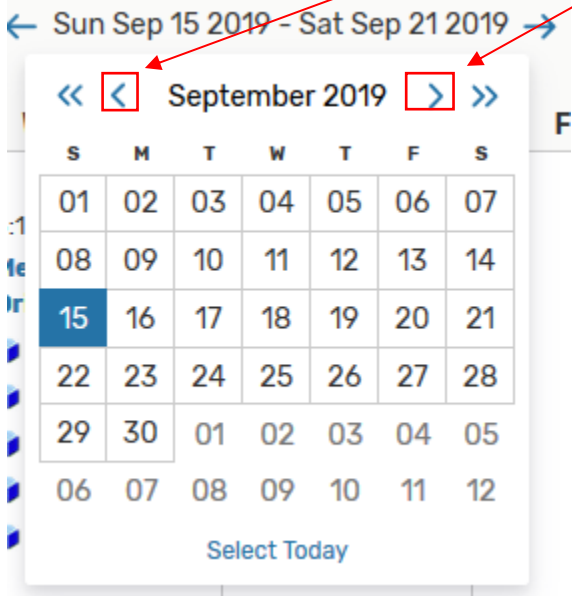 ← Sun Sep 15 2019 - Sat Sep 21 2019 →
« < September 2019 > »
F
S M T W T F S
01 02 03 04 05 06 07
:1
08 09 10 11 12 13 14
15 16 17 18 19 20 21
22 23 24 25 26 27 28
29 30 01 02 03 04 05
06 07 08 09 10 11 12
Select Today